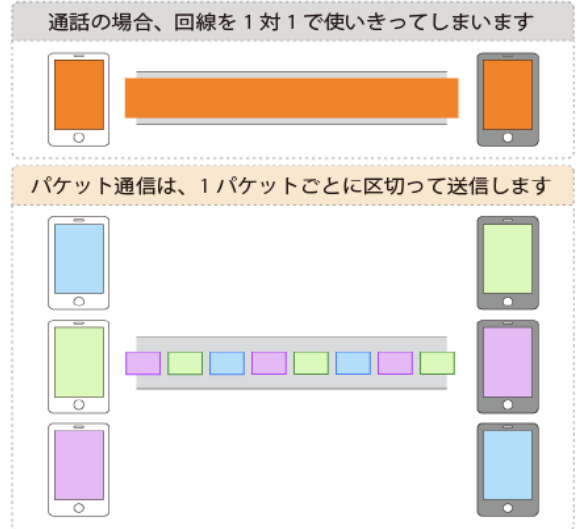 通話の場合、回線を1対1で使いきってしまいます
パケット通信は、1パケットごとに区切って送信します